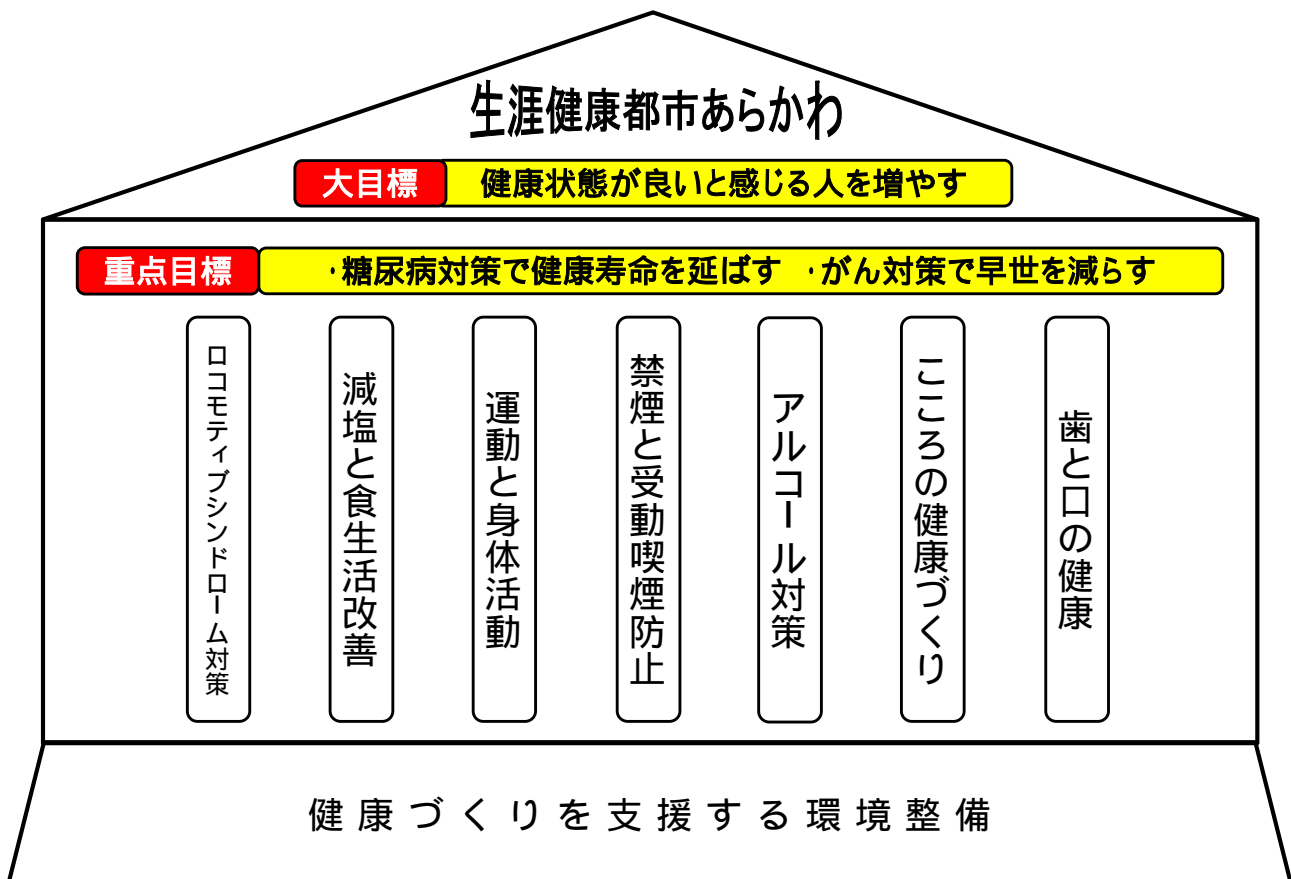 生涯健康都市あらかわ
大目標 健康状態が良いと感じる人を増やす
重点目標 ・糖尿病対策で健康寿命を延ばす ・がん対策で早世を減らす
ロコモティブシンドローム対策
減塩と食生活改善
運動と身体活動
禁煙と受動喫煙防止
アルコール対策
こころの健康づくり
歯と口の健康
健康づくりを支援する環境整備